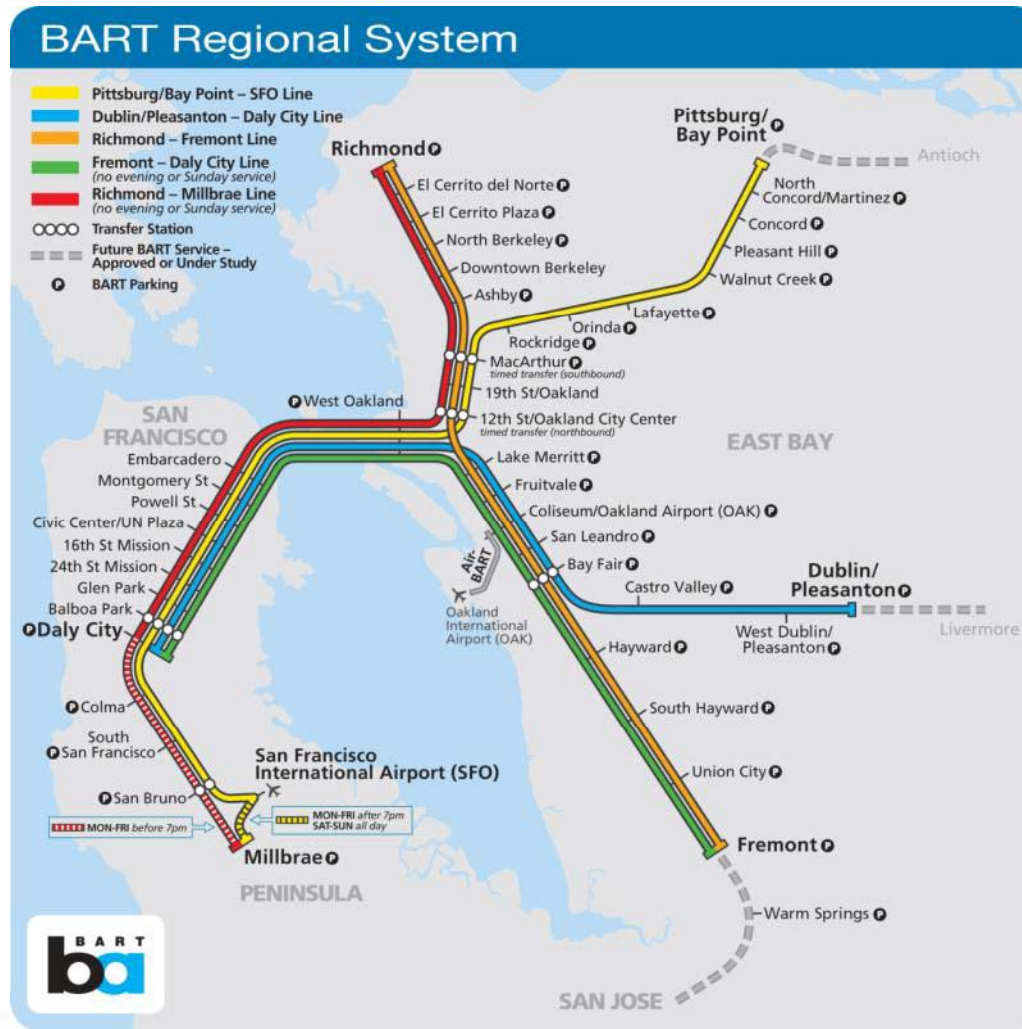 BART Regional System
Pittsburg/Bay Point – SFO Line
Dublin/Pleasanton – Daly City Line
Richmond – Fremont Line
Fremont – Daly City Line
(no evening or Sunday service)
Richmond – Millbrae Line
(no evening or Sunday service)
Transfer Station
Future BART Service –
Approved or Under Study
P BART Parking
Richmond P
El Cerrito del Norte P
El Cerrito Plaza P
North Berkeley P
Downtown Berkeley
Ashby P
Pittsburg/
Bay Point P
Antioch
North
Concord/Martinez P
Concord P
Pleasant Hill P
Walnut Creek P
Lafayette P
Orinda P
Rockridge P
MacArthur P
timed transfer (southbound)
19th St/Oakland
12th St/Oakland City Center
timed transfer (northbound)
P West Oakland
SAN
FRANCISCO
EAST BAY
Embarcadero
Montgomery St
Powell St
Civic Center/UN Plaza
16th St Mission
24th St Mission
Glen Park
Balboa Park
P Daly City
Lake Merritt P
Fruitvale P
Coliseum/Oakland Airport (OAK) P
San Leandro P
Bay Fair P
Air-
BART
Oakland
International
Airport (OAK)
Castro Valley P
Dublin/
Pleasanton P
West Dublin/
Pleasanton P
Livermore
Hayward P
South Hayward P
Union City P
Fremont P
Warm Springs P
SAN JOSE
P Colma
South
P San Francisco
P San Bruno
San Francisco
International Airport (SFO)
MON-FRI before 7pm
MON-FRI after 7pm
SAT-SUN all day
Millbrae P
PENINSULA
BART
ba